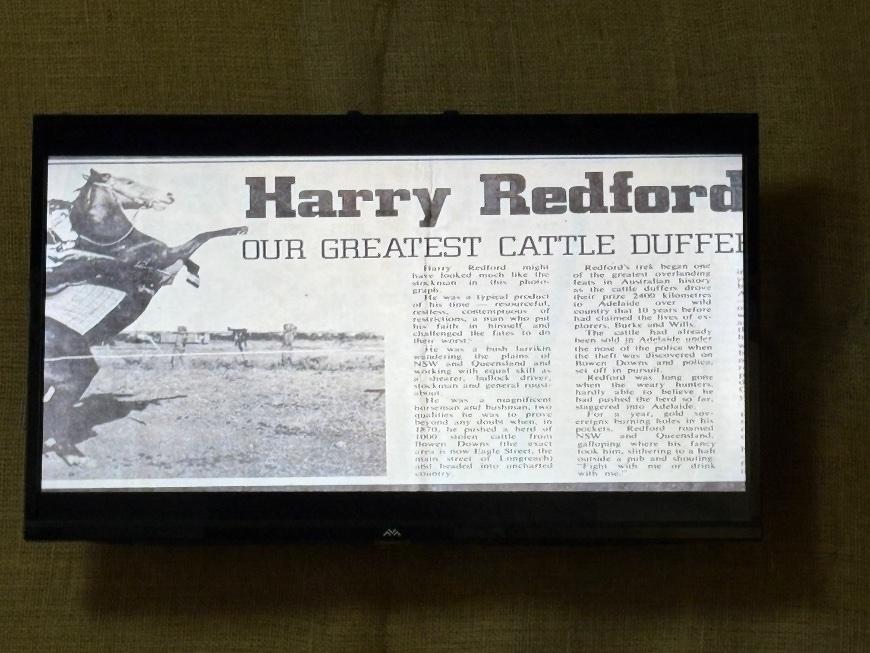 Harry Redford
OUR GREATEST CATTLE DUFFER
Harry Redford might
have looked much like the
stockman in this photo-
graph.
He was a typical product
of his time — resourceful,
restless, contemptuous of
restrictions, a man who put
his faith in himself and
challenged the fates to do
their worst.
He was a bush larrikin
wandering the plains of
NSW and Queensland and
working with equal skill as
a shearer, bullock driver,
stockman and general roust-
about.
He was a magnificent
horseman and bushman, two
qualities he was to prove
beyond any doubt when, in
1870, he pushed a herd of
1000 stolen cattle from
Bowen Downs (the exact
area is now Eagle Street, the
main street of Longreach)
and headed into uncharted
country.
Redford's trek began one
of the greatest overlanding
feats in Australian history
as the cattle duffers drove
their prize 2400 kilometres
to Adelaide over wild
country that 10 years before
had claimed the lives of ex-
plorers, Burke and Wills.
The cattle had already
been sold in Adelaide under
the nose of the police when
the theft was discovered on
Bowen Downs and police,
set off in pursuit.
Redford was long gone
when the weary hunters,
hardly able to believe he
had pushed the herd so far,
staggered into Adelaide.
For a year, gold sov-
ereigns burning holes in his
pockets, Redford roamed
NSW and Queensland,
galloping where his fancy
took him, slithering to a halt
outside a pub and shouting:
"Fight with me or drink
with me."